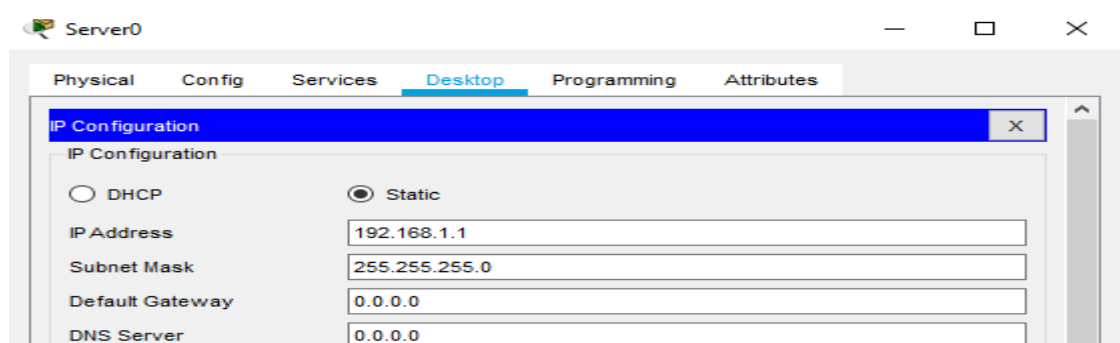 Server0
Physical Config Services Desktop Programming Attributes
IP Configuration X
IP Configuration
DHCP Static
IP Address 192.168.1.1
Subnet Mask 255.255.255.0
Default Gateway 0.0.0.0
DNS Server 0.0.0.0